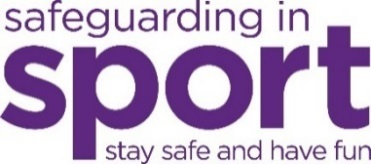 safeguarding in
sport
stay safe and have fun